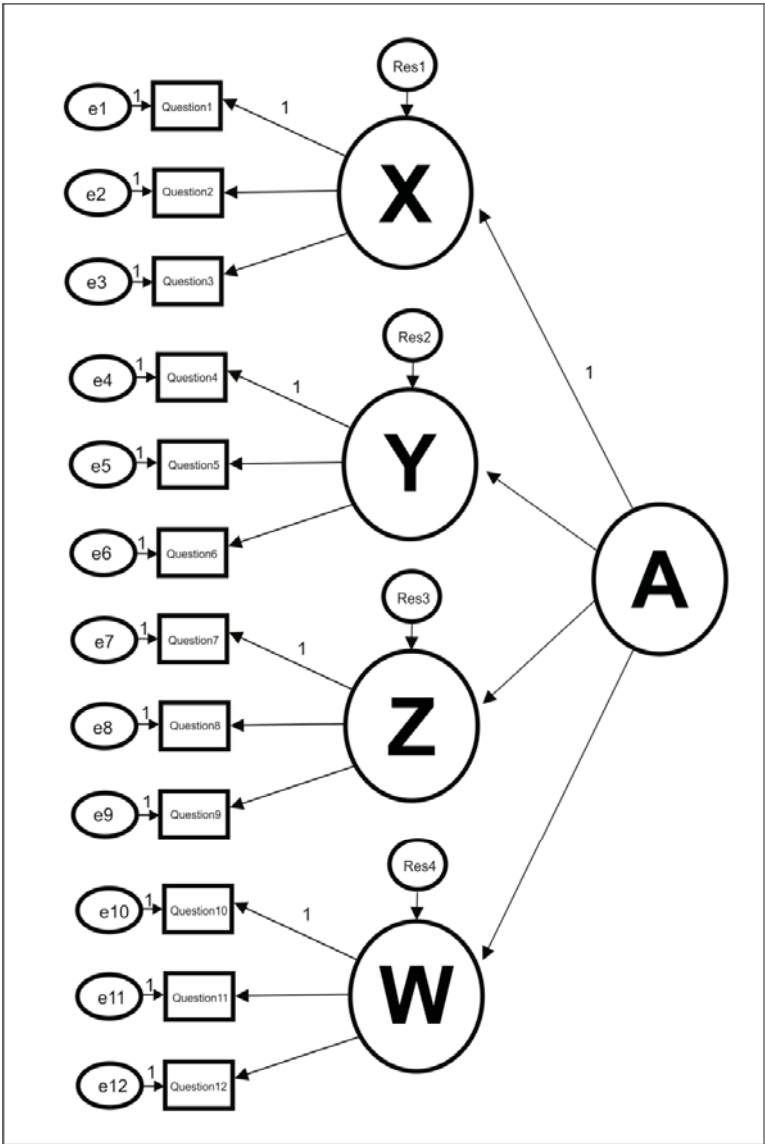 Res1
e1 1 Question1 1
e2 1 Question2
X
e3 1 Question3
Res2
e4 1 Question4 1
1
e5 1 Question5
Y
e6 1 Question6
A
Res3
e7 1 Question7 1
e8 1 Question8
Z
e9 1 Question9
Res4
e10 1 Question10 1
e11 1 Question11
W
e12 1 Question12